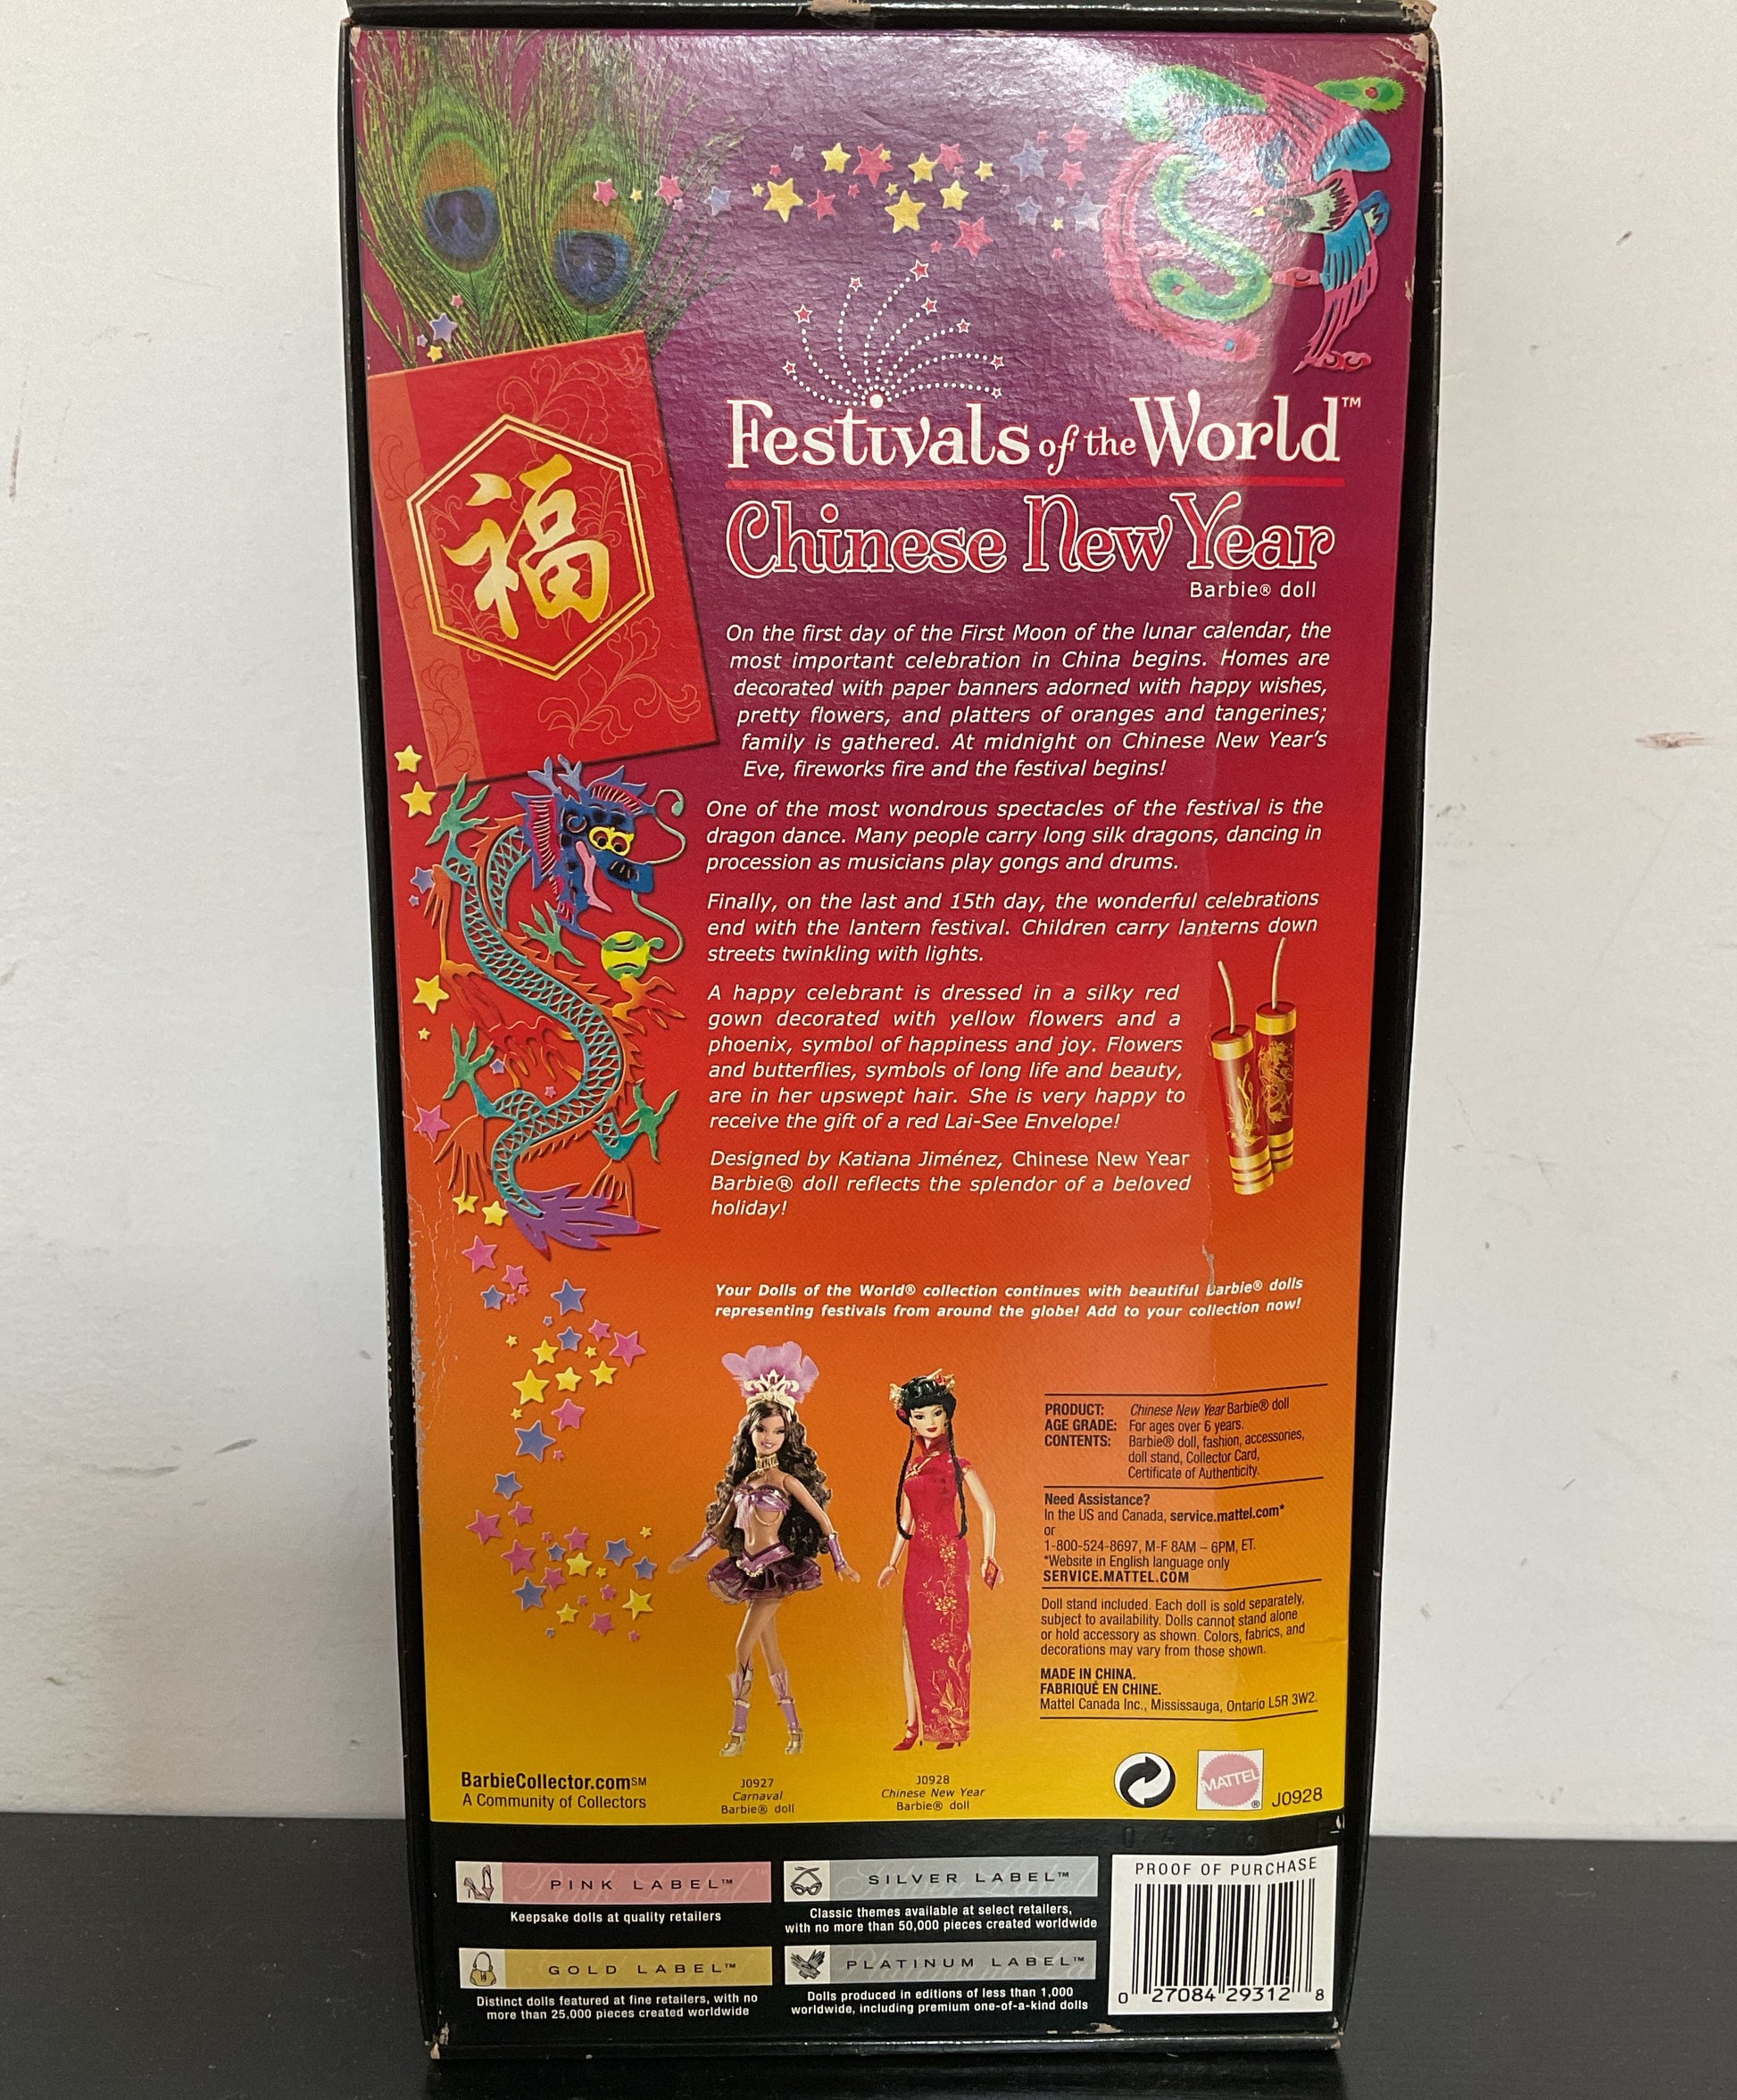 福
Festivals of the World™
Chinese New Year
Barbie® doll
On the first day of the First Moon of the lunar calendar, the
most important celebration in China begins. Homes are
decorated with paper banners adorned with happy wishes,
pretty flowers, and platters of oranges and tangerines;
family is gathered. At midnight on Chinese New Year’s
Eve, fireworks fire and the festival begins!
One of the most wondrous spectacles of the festival is the
dragon dance. Many people carry long silk dragons, dancing in
procession as musicians play gongs and drums.
Finally, on the last and 15th day, the wonderful celebrations
end with the lantern festival. Children carry lanterns down
streets twinkling with lights.
A happy celebrant is dressed in a silky red
gown decorated with yellow flowers and a
phoenix, symbol of happiness and joy. Flowers
and butterflies, symbols of long life and beauty,
are in her upswept hair. She is very happy to
receive the gift of a red Lai-See Envelope!
Designed by Katiana Jiménez, Chinese New Year
Barbie® doll reflects the splendor of a beloved
holiday!
Your Dolls of the World® collection continues with beautiful Barbie® dolls
representing festivals from around the globe! Add to your collection now!
PRODUCT: Chinese New Year Barbie® doll
AGE GRADE: For ages over 6 years.
CONTENTS: Barbie® doll, fashion, accessories,
doll stand, Collector Card,
Certificate of Authenticity.
Need Assistance?
In the US and Canada, service.mattel.com*
or
1-800-524-8697, M-F 8AM – 6PM, ET.
*Website in English language only
SERVICE.MATTEL.COM
Doll stand included. Each doll is sold separately,
subject to availability. Dolls cannot stand alone
or hold accessory as shown. Colors, fabrics, and
decorations may vary from those shown.
MADE IN CHINA.
FABRIQUÉ EN CHINE.
Mattel Canada Inc., Mississauga, Ontario L5R 3W2.
BarbieCollector.com℠
A Community of Collectors
J0927
Carnaval
Barbie® doll
J0928
Chinese New Year
Barbie® doll
MATTEL®
J0928
PINK LABEL™
Keepsake dolls at quality retailers
SILVER LABEL™
Classic themes available at select retailers,
with no more than 50,000 pieces created worldwide
GOLD LABEL™
Distinct dolls featured at fine retailers, with no
more than 25,000 pieces created worldwide
PLATINUM LABEL™
Dolls produced in editions of less than 1,000
worldwide, including premium one-of-a-kind dolls
PROOF OF PURCHASE
0 27084 29312 8